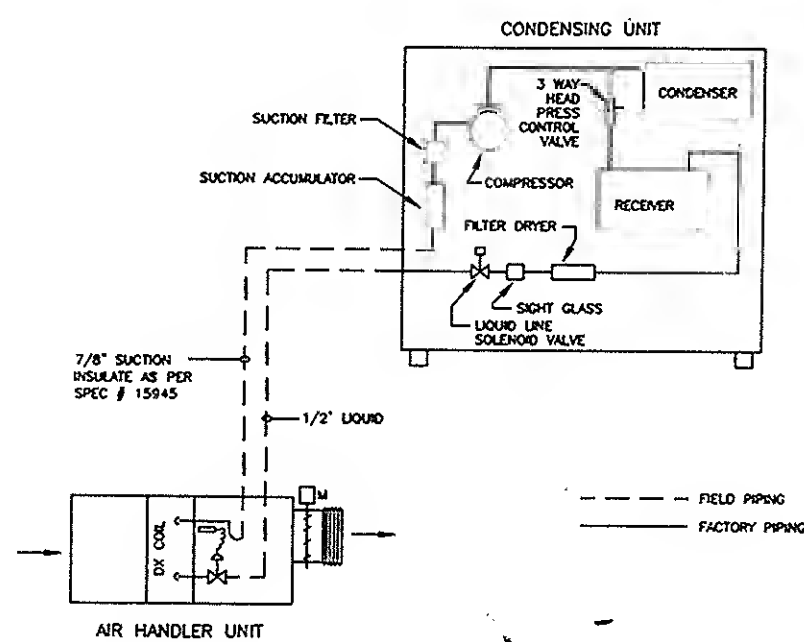 CONDENSING UNIT
3 WAY
HEAD
PRESS
CONTROL
VALVE
CONDENSER
SUCTION FILTER
SUCTION ACCUMULATOR
COMPRESSOR
RECEIVER
FILTER DRYER
SIGHT GLASS
LIQUID LINE
SOLENOID VALVE
7/8" SUCTION
INSULATE AS PER
SPEC # 15945
1/2" LIQUID
M
DX COIL
FIELD PIPING
FACTORY PIPING
AIR HANDLER UNIT